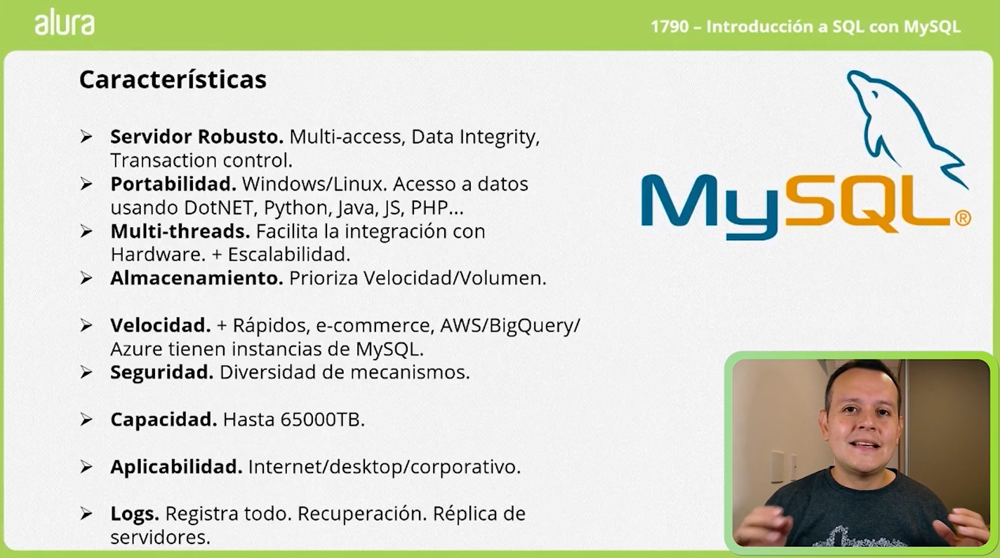 alura
1790 – Introducción a SQL con MySQL
Características
➢ Servidor Robusto. Multi-access, Data Integrity,
Transaction control.
➢ Portabilidad. Windows/Linux. Acesso a datos
usando DotNET, Python, Java, JS, PHP...
➢ Multi-threads. Facilita la integración con
Hardware. + Escalabilidad.
➢ Almacenamiento. Prioriza Velocidad/Volumen.
➢ Velocidad. + Rápidos, e-commerce, AWS/BigQuery/
Azure tienen instancias de MySQL.
➢ Seguridad. Diversidad de mecanismos.
➢ Capacidad. Hasta 65000TB.
➢ Aplicabilidad. Internet/desktop/corporativo.
➢ Logs. Registra todo. Recuperación. Réplica de
servidores.
MySQL®